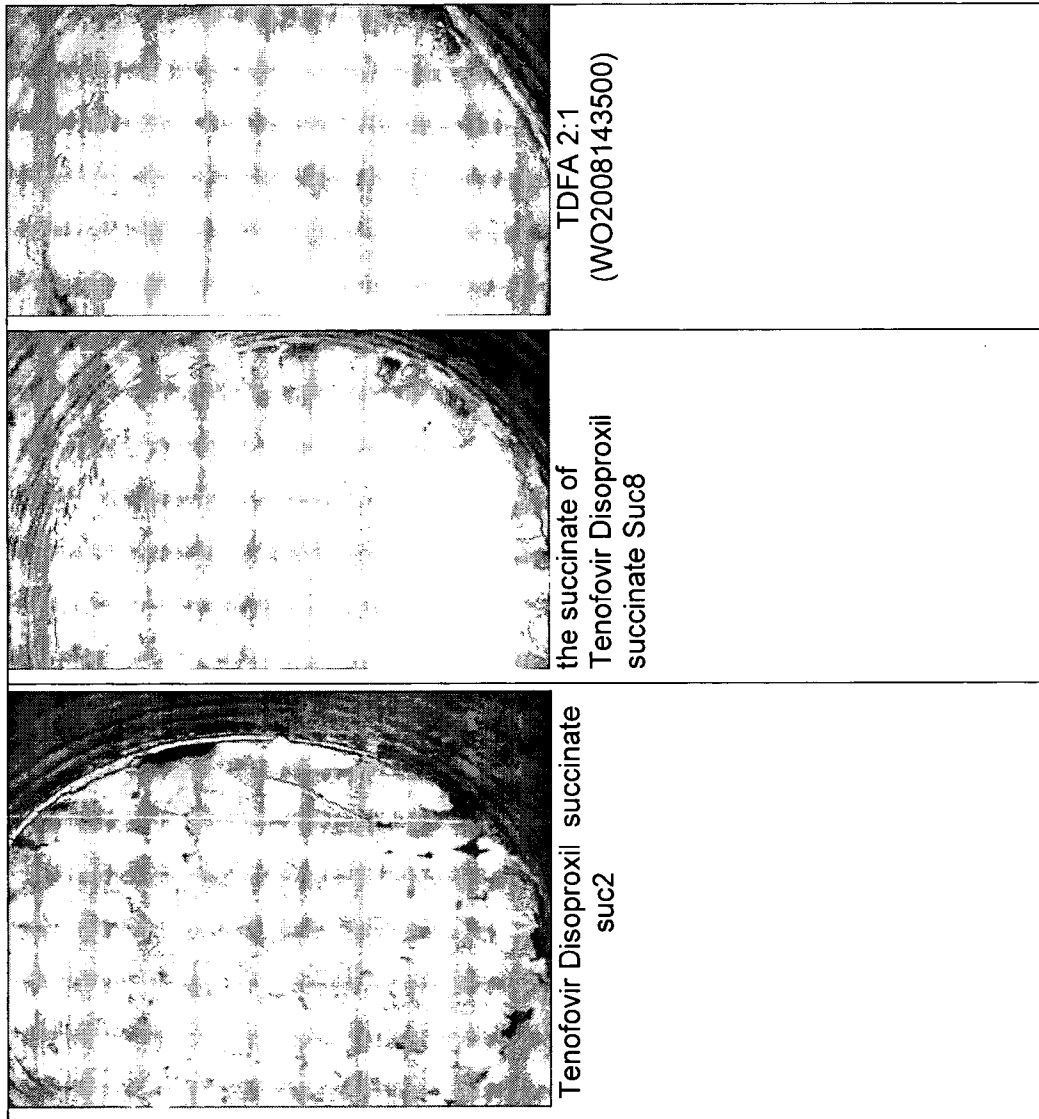 TDFA 2:1
(WO2008143500)
the succinate of
Tenofovir Disoproxil
succinate Suc8
Tenofovir Disoproxil succinate
suc2